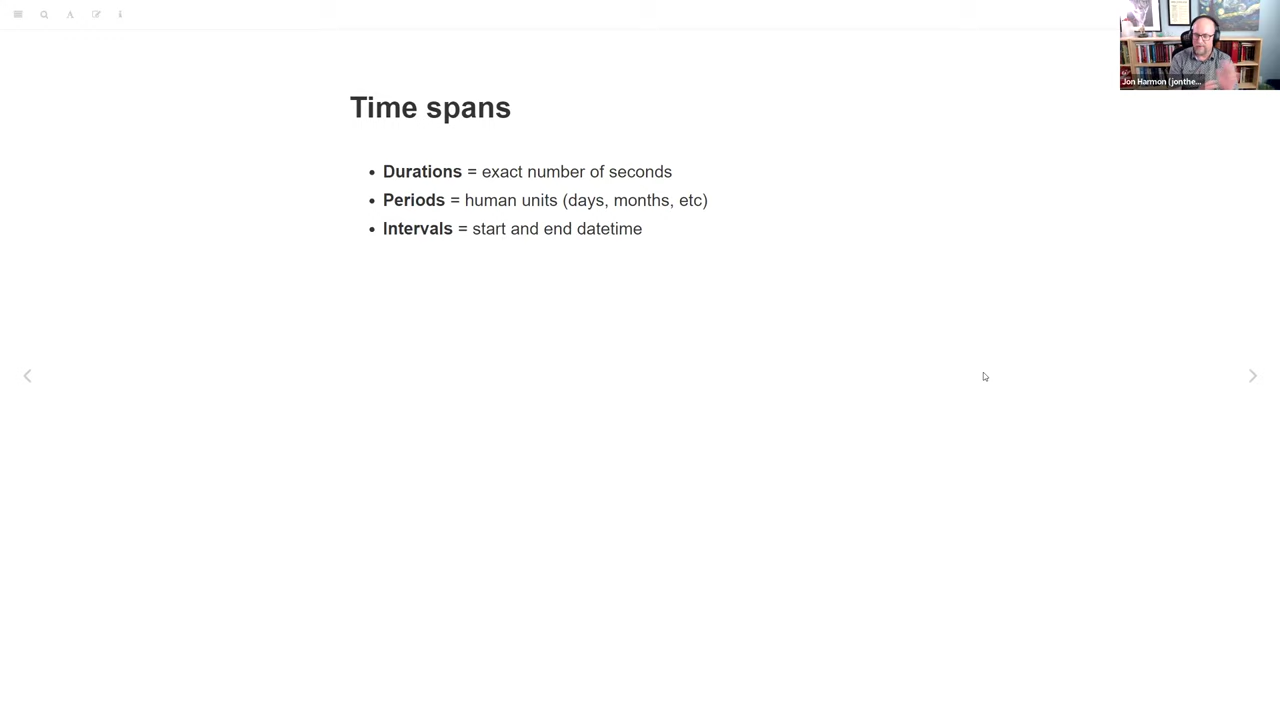 Time spans
• Durations = exact number of seconds
• Periods = human units (days, months, etc)
• Intervals = start and end datetime
Jon Harmon (jonthe...